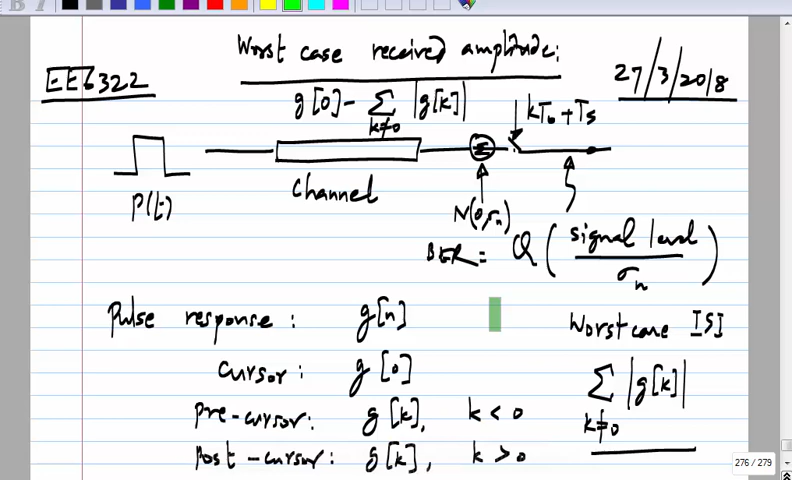 Worst case received amplitude:
EE6322
27/3/2018
g[0] - ∑ |g[k]|
k≠0
kTb + Ts
P(t)
Channel
N(0,σn)
BER = Q ( signal level / σn )
Pulse response: g[n]
Worst case ISI
cursor: g[0]
∑ |g[k]|
k≠0
Pre-cursor: g[k], k < 0
Post-cursor: g[k], k > 0
276 / 279